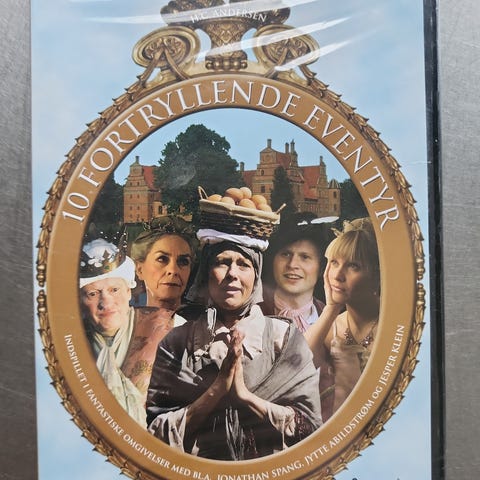 H.C. ANDERSEN
10 FORTRYLLENDE EVENTYR
INDSPILLET I FANTASTISKE OMGIVELSER MED BL.A. JONATHAN SPANG, JYTTE ABILDSTRØM OG JESPER KLEIN